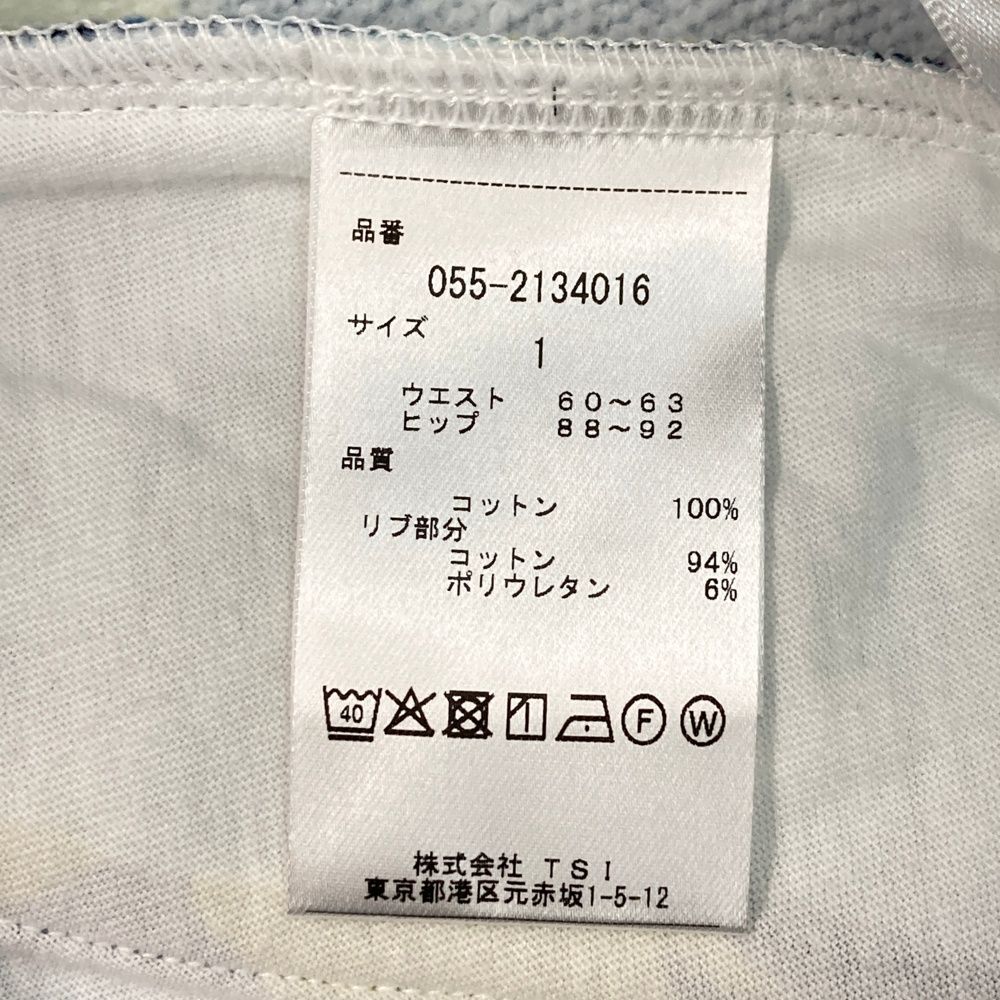 品番
055-2134016
サイズ
1
ウエスト 60～63
ヒップ 88～92
品質
コットン 100%
リブ部分
コットン 94%
ポリウレタン 6%
40 F W
株式会社 TSI
東京都港区元赤坂1-5-12